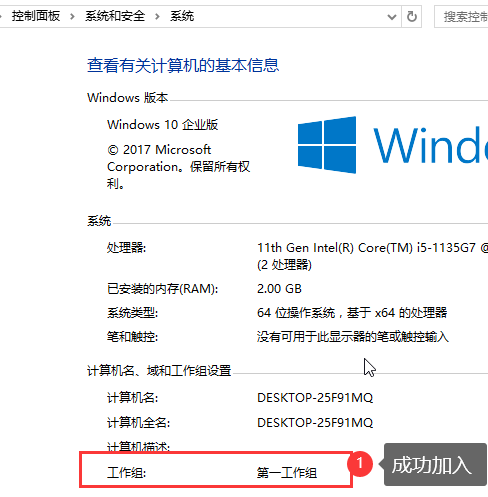 控制面板 > 系统和安全 > 系统
搜索控
查看有关计算机的基本信息
Windows 版本
Windows 10 企业版
© 2017 Microsoft
Corporation。保留所有权
利。
Windo
系统
处理器: 11th Gen Intel(R) Core(TM) i5-1135G7 @
(2 处理器)
已安装的内存(RAM): 2.00 GB
系统类型: 64 位操作系统，基于 x64 的处理器
笔和触控: 没有可用于此显示器的笔或触控输入
计算机名、域和工作组设置
计算机名: DESKTOP-25F91MQ
计算机全名: DESKTOP-25F91MQ
计算机描述:
工作组: 第一工作组
1 成功加入